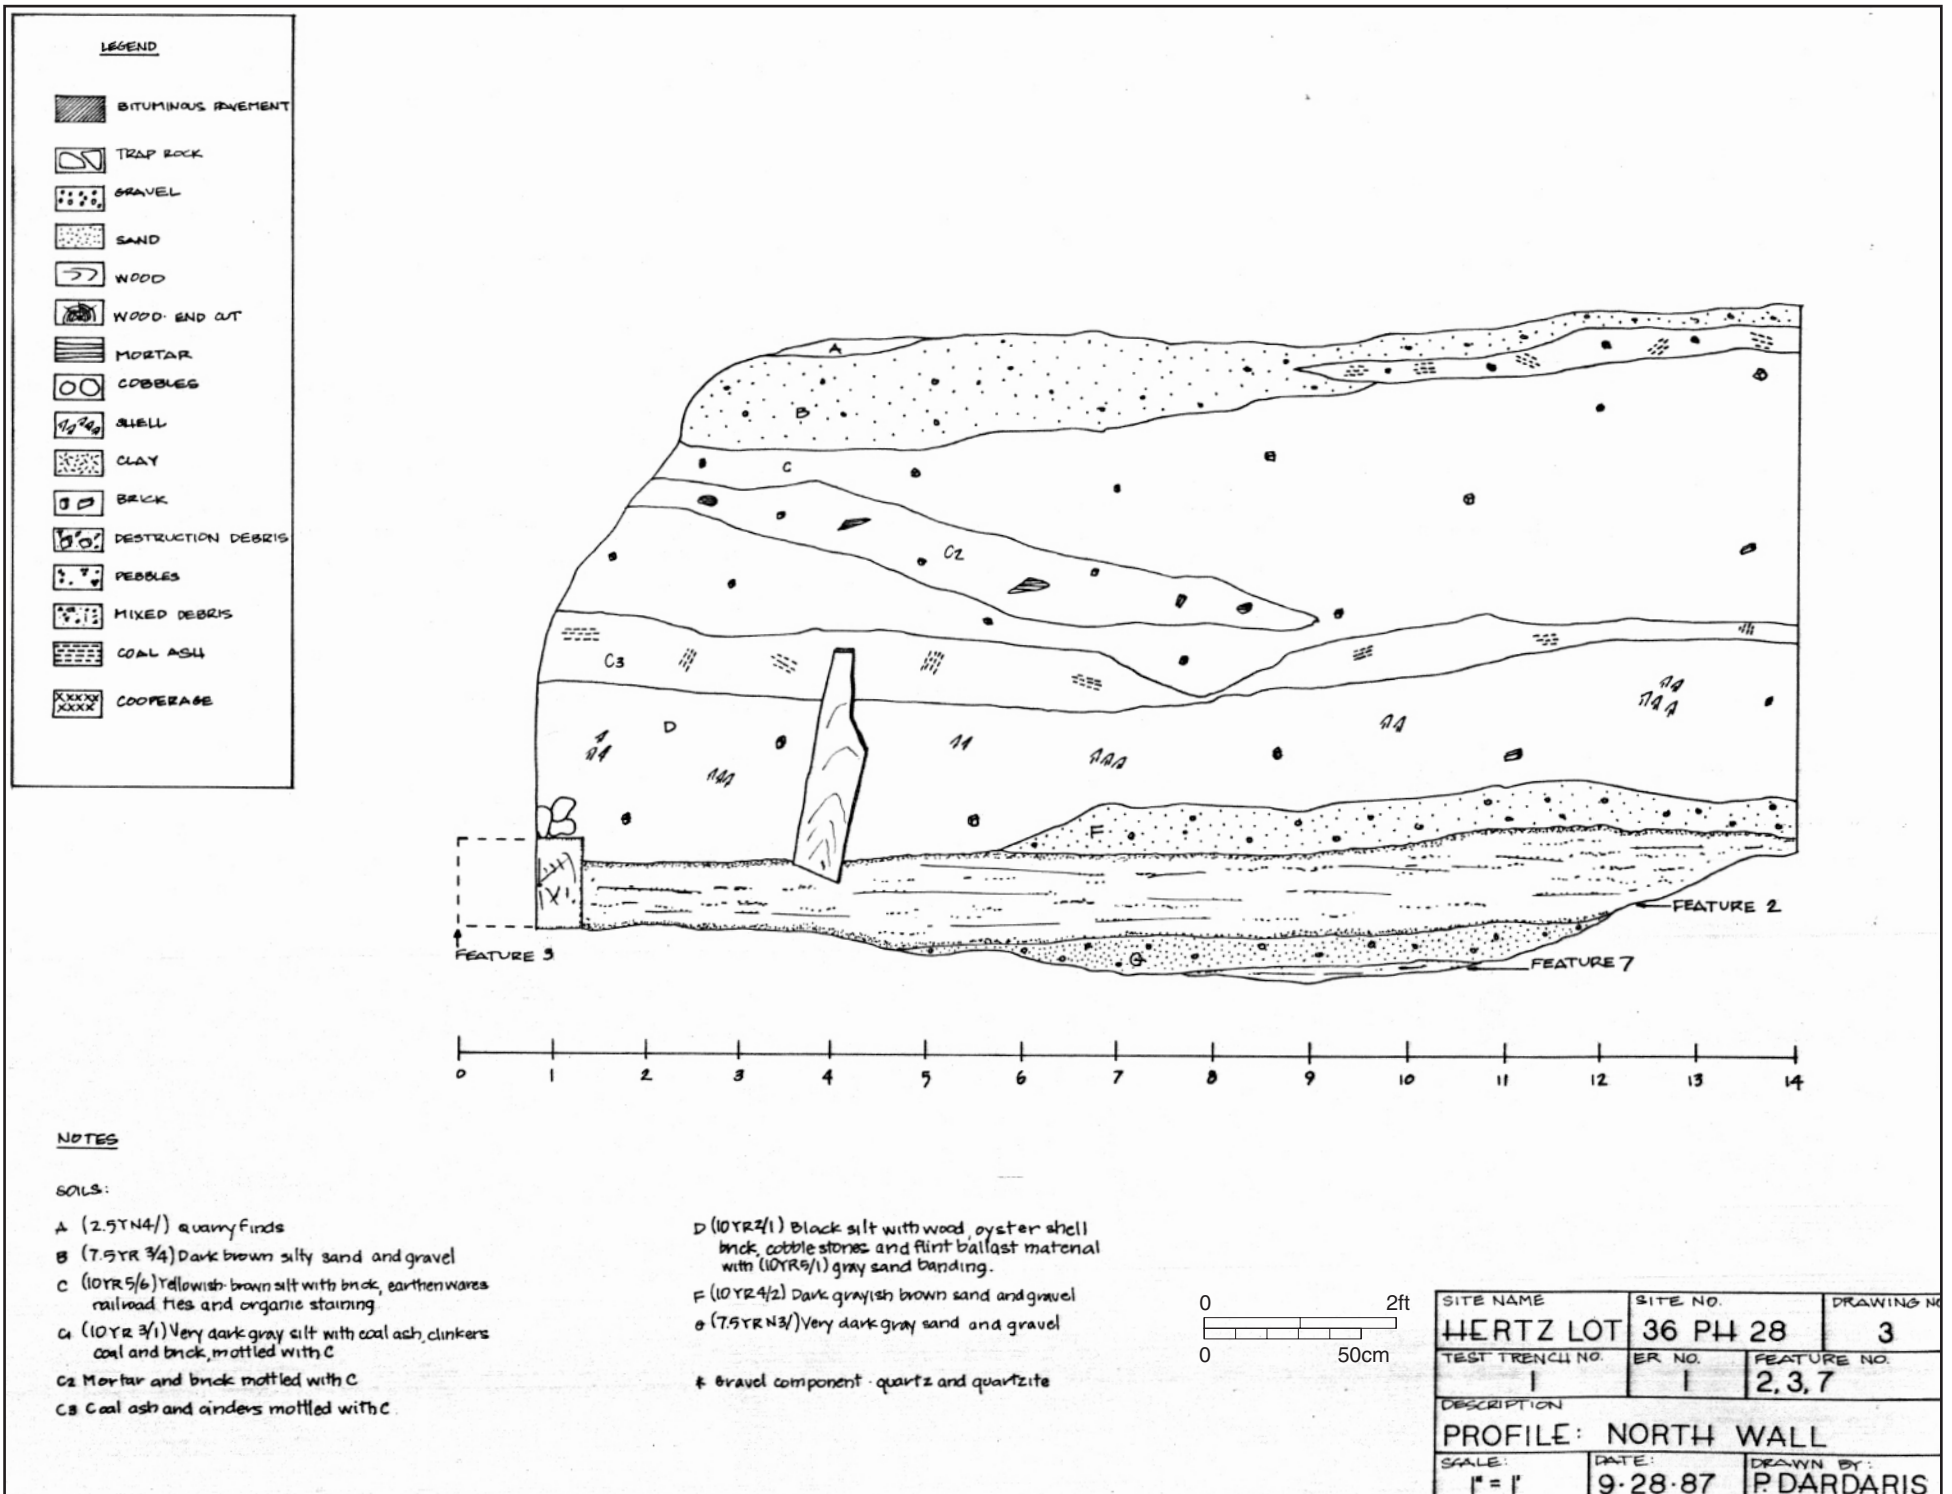 LEGEND
BITUMINOUS PAVEMENT
TRAP ROCK
GRAVEL
SAND
WOOD
WOOD-END CUT
MORTAR
COBBLES
SHELL
CLAY
BRICK
DESTRUCTION DEBRIS
PEBBLES
MIXED DEBRIS
COAL ASH
COOPERAGE
A
B
C
C2
C3
D
F
G
FEATURE 2
FEATURE 3
FEATURE 7
0 1 2 3 4 5 6 7 8 9 10 11 12 13 14
NOTES
SOILS:
A (2.5YN4/) quarry finds
B (7.5YR 3/4) Dark brown silty sand and gravel
C (10YR5/6) Yellowish-brown silt with brick, earthenwares
railroad ties and organic staining
C1 (10YR 3/1) Very dark gray silt with coal ash, clinkers
coal and brick, mottled with C
C2 Mortar and brick mottled with C
C3 Coal ash and cinders mottled with C.
D (10YR2/1) Black silt with wood, oyster shell
brick, cobble stones and flint ballast material
with (10YR5/1) gray sand banding.
F (10YR4/2) Dark grayish brown sand and gravel
G (7.5YR N3/) Very dark gray sand and gravel
* Gravel component - quartz and quartzite
0 2ft
0 50cm
SITE NAME
HERTZ LOT
SITE NO.
36 PH 28
DRAWING NO
3
TEST TRENCH NO.
1
ER NO.
1
FEATURE NO.
2, 3, 7
DESCRIPTION
PROFILE: NORTH WALL
SCALE:
1" = 1'
DATE:
9-28-87
DRAWN BY:
P. DARDARIS